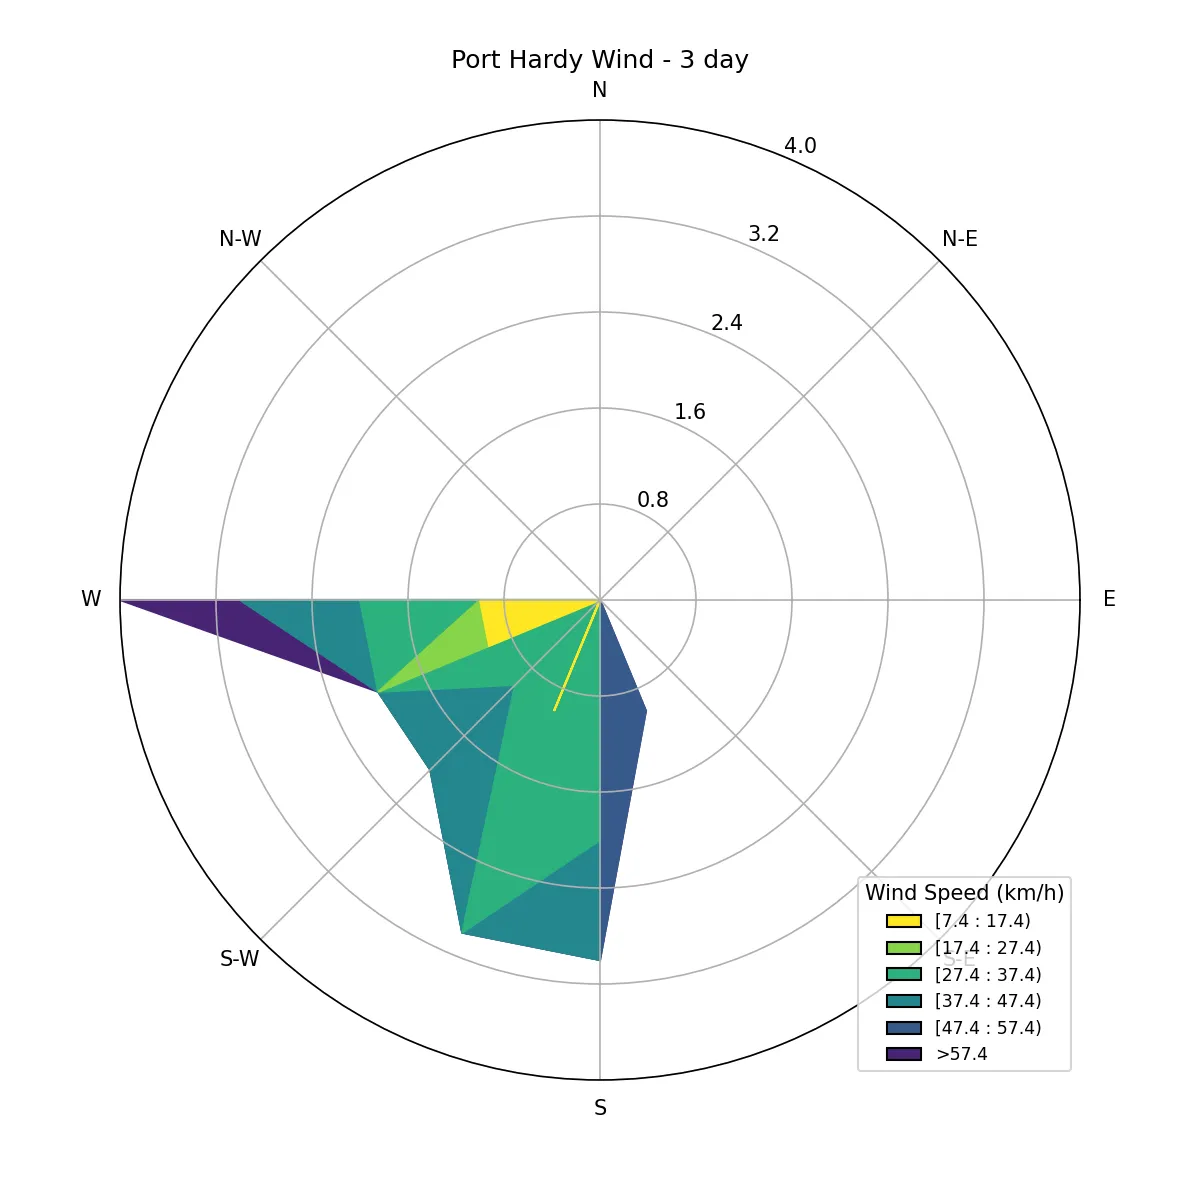 Port Hardy Wind - 3 day
N
4.0
N-W
N-E
3.2
2.4
1.6
0.8
W
E
Wind Speed (km/h)
[7.4 : 17.4)
[17.4 : 27.4)
S-W
S-E
[27.4 : 37.4)
[37.4 : 47.4)
[47.4 : 57.4)
>57.4
S